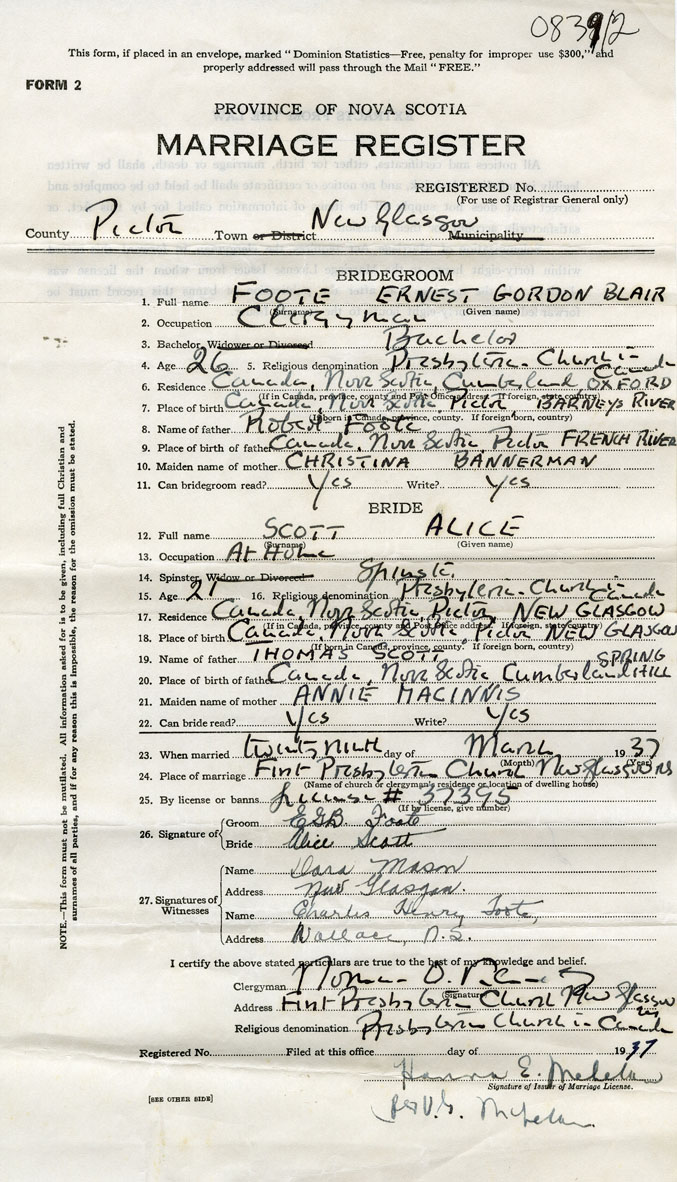 083912
This form, if placed in an envelope, marked "Dominion Statistics—Free, penalty for improper use $300," and
properly addressed will pass through the Mail "FREE."
FORM 2
PROVINCE OF NOVA SCOTIA
MARRIAGE REGISTER
REGISTERED No.
(For use of Registrar General only)
County Pictou Town or District New Glasgow Municipality
BRIDEGROOM
1. Full name FOOTE ERNEST GORDON BLAIR
(Surname) (Given name)
2. Occupation Clergyman
3. Bachelor, Widower or Divorced Bachelor
4. Age 26 5. Religious denomination Presbyterian Church in Canada
6. Residence Canada, Nova Scotia, Cumberland, OXFORD
(If in Canada, province, county and Post Office address. If foreign, state country)
7. Place of birth Canada, Nova Scotia Pictou BARNEYS RIVER
(If born in Canada, province, county. If foreign born, country)
8. Name of father Robert Foote
9. Place of birth of father Canada, Nova Scotia Pictou FRENCH RIVER
10. Maiden name of mother CHRISTINA BANNERMAN
11. Can bridegroom read? Yes Write? Yes
BRIDE
12. Full name SCOTT ALICE
(Surname) (Given name)
13. Occupation At Home
14. Spinster, Widow or Divorced Spinster
15. Age 21 16. Religious denomination Presbyterian Church in Canada
17. Residence Canada, Nova Scotia, Pictou, NEW GLASGOW
(If in Canada, province, county and Post Office address. If foreign, state country)
18. Place of birth Canada, Nova Scotia, Pictou NEW GLASGOW
(If born in Canada, province, county. If foreign born, country)
19. Name of father THOMAS SCOTT
20. Place of birth of father Canada, Nova Scotia Cumberland SPRING HILL
21. Maiden name of mother ANNIE MACINNIS
22. Can bride read? Yes Write? Yes
23. When married twenty ninth day of March 1937
(Month) (Year)
24. Place of marriage First Presbyterian Church New Glasgow NS
(Name of church or clergyman's residence or location of dwelling house)
25. By license or banns License # 37395
(If by license, give number)
26. Signature of Groom EGB Foote
Bride Alice Scott
27. Signatures of Witnesses
Name Dara Mason
Address New Glasgow.
Name Charles Henry Foote,
Address Wallace, N.S.
I certify the above stated particulars are true to the best of my knowledge and belief.
Clergyman Norman D.
(Signature)
Address First Presbyterian Church New Glasgow NS
Religious denomination Presbyterian Church in Canada
Registered No. Filed at this office day of 1937
Hanna E.
Signature of Issuer of Marriage License.
[SEE OTHER SIDE]
per V.G.
NOTE.—This form must not be mutilated. All information asked for is to be given, including full Christian and
surnames of all parties, and if for any reason this is impossible, the reason for the omission must be stated.